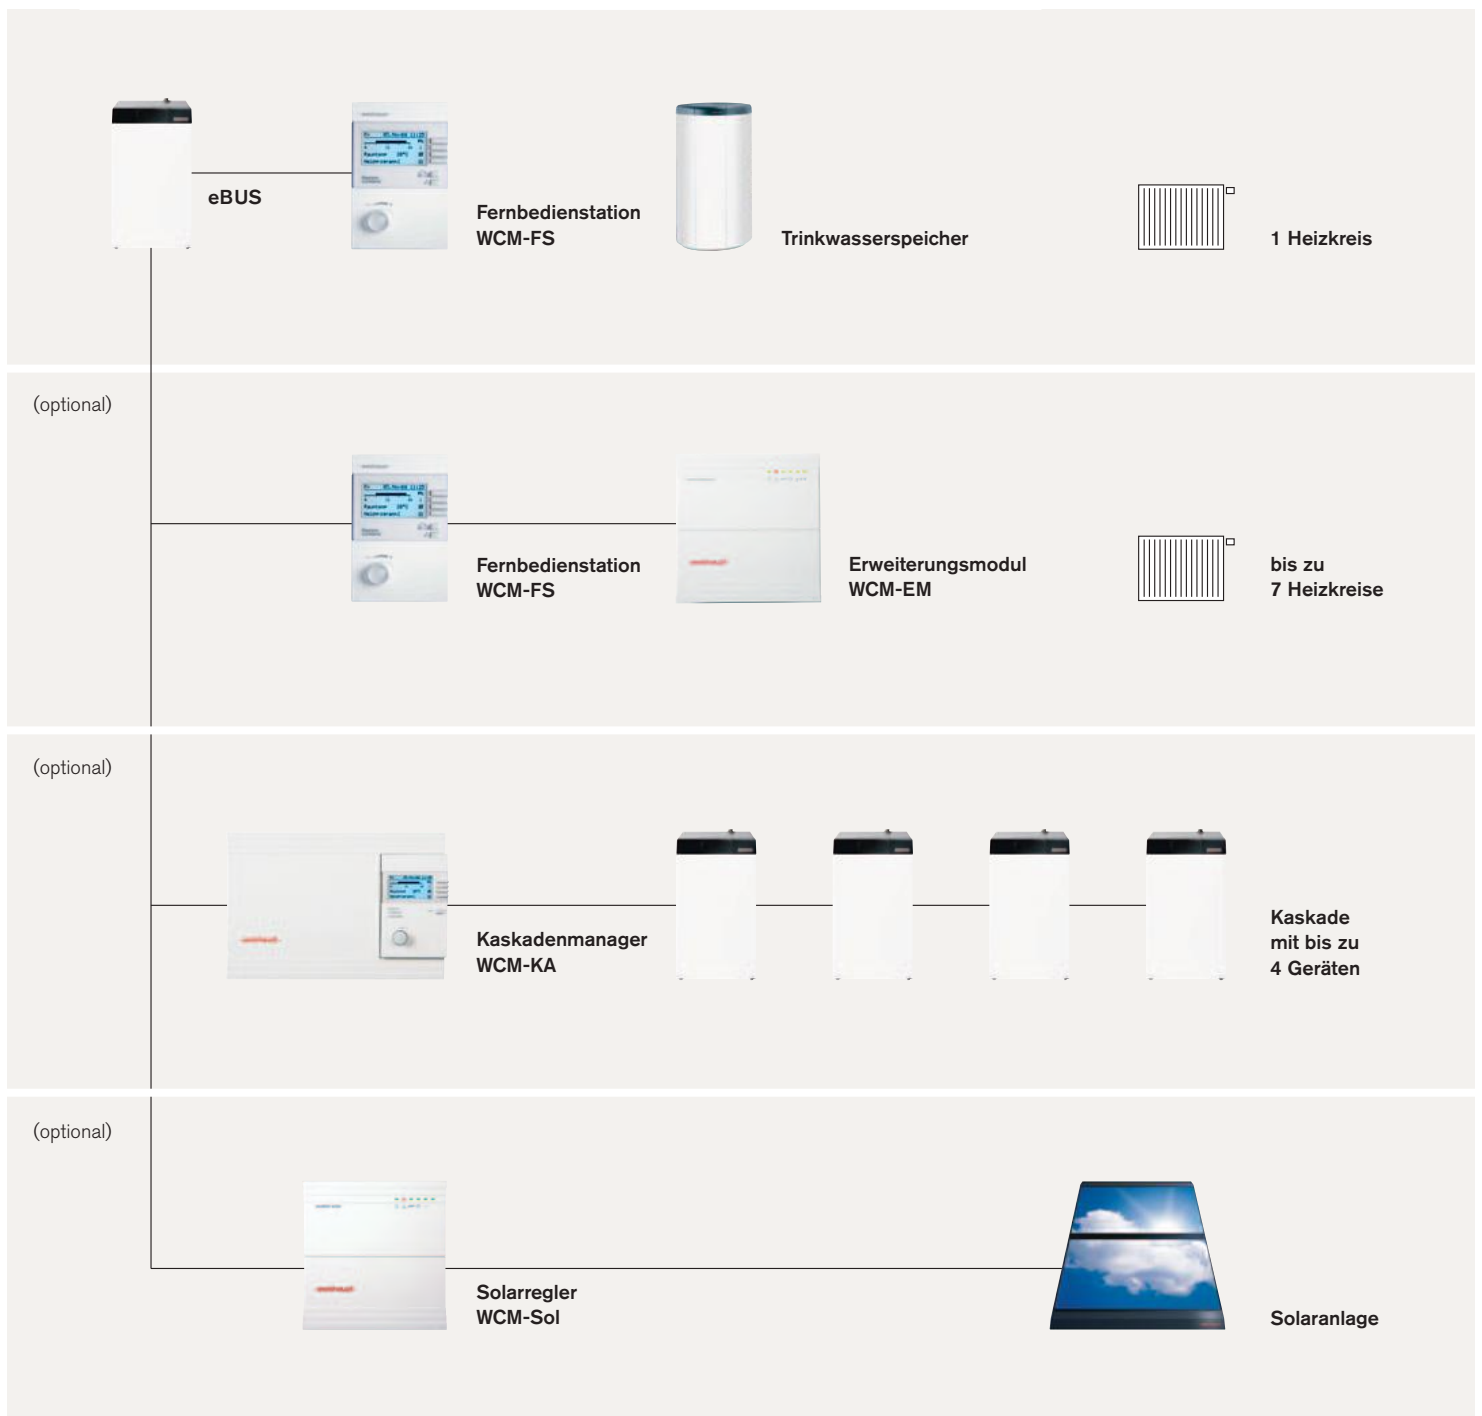 eBUS
Fernbedienstation
WCM-FS
Trinkwasserspeicher
1 Heizkreis
(optional)
Fernbedienstation
WCM-FS
Erweiterungsmodul
WCM-EM
bis zu
7 Heizkreise
(optional)
Kaskadenmanager
WCM-KA
Kaskade
mit bis zu
4 Geräten
(optional)
Solarregler
WCM-Sol
Solaranlage